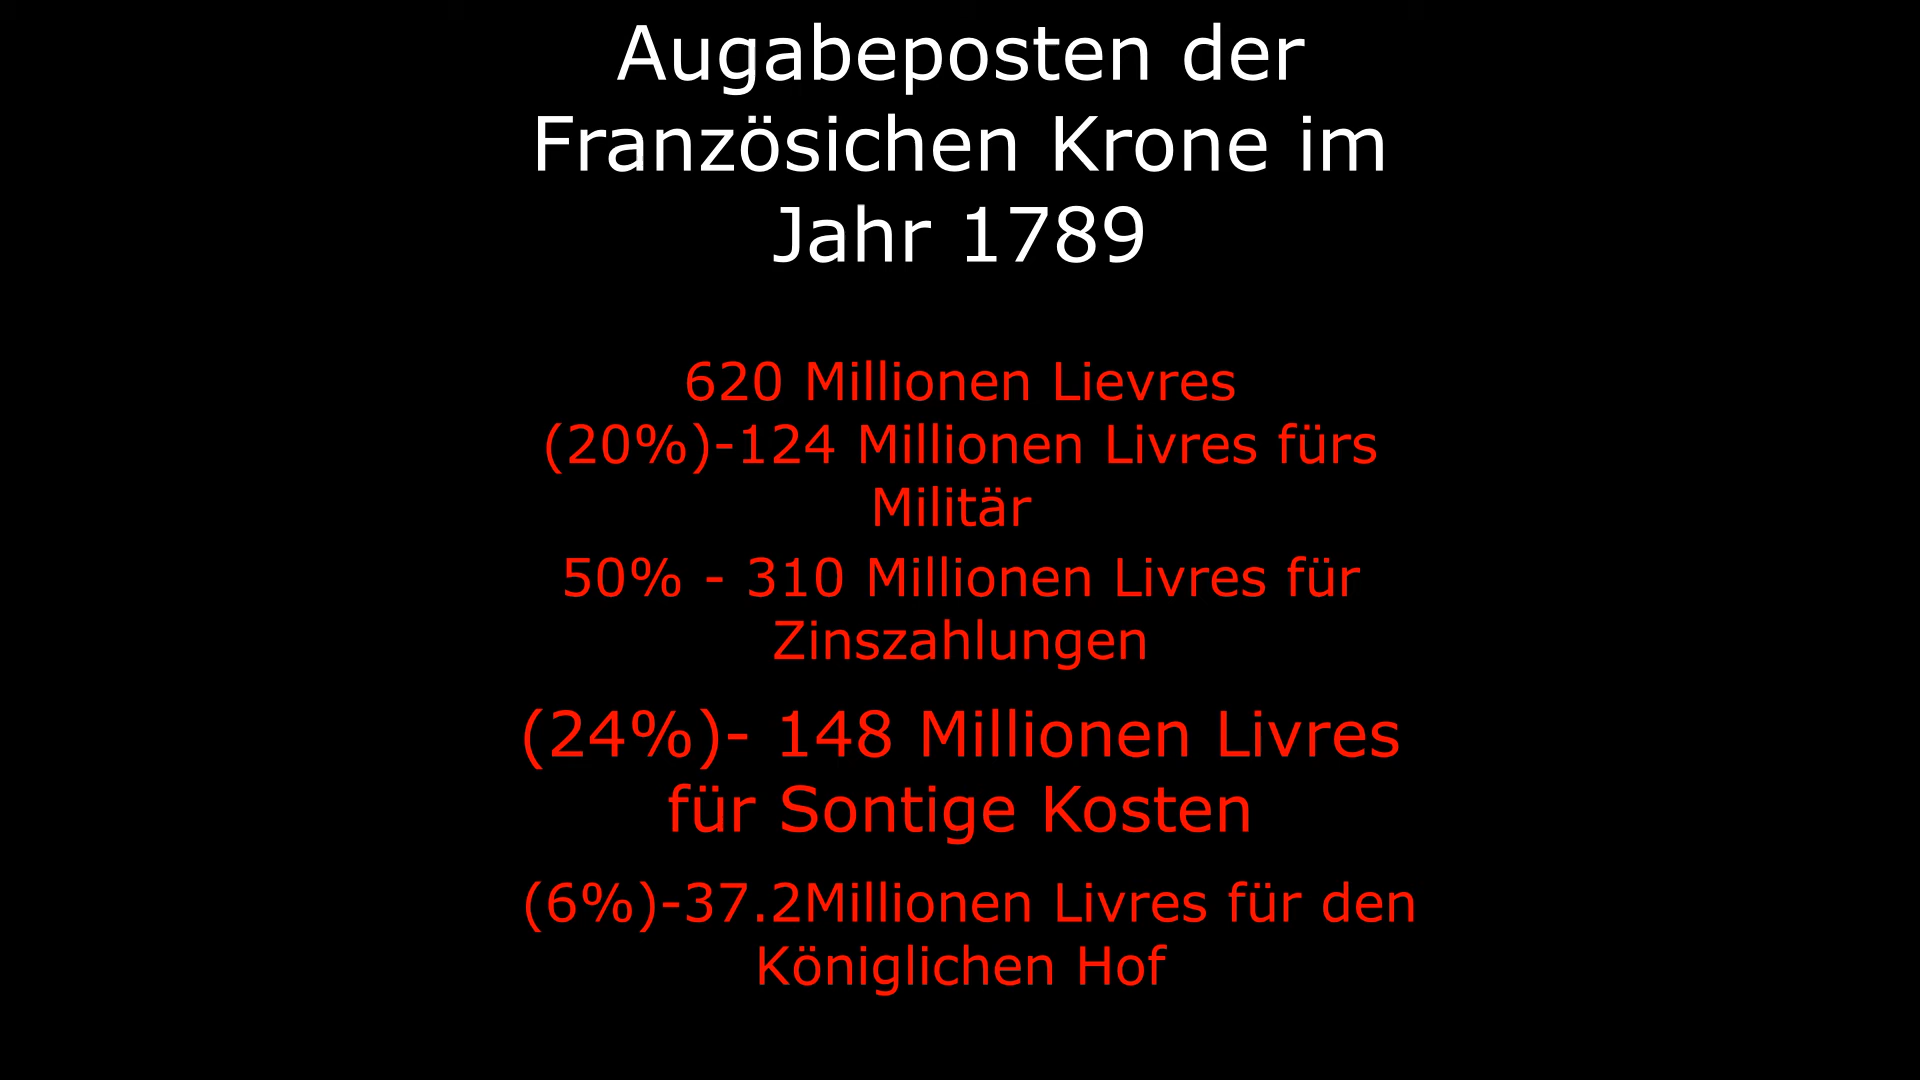 Augabeposten der
Französichen Krone im
Jahr 1789
620 Millionen Lievres
(20%)-124 Millionen Livres fürs
Militär
50% - 310 Millionen Livres für
Zinszahlungen
(24%)- 148 Millionen Livres
für Sontige Kosten
(6%)-37.2Millionen Livres für den
Königlichen Hof